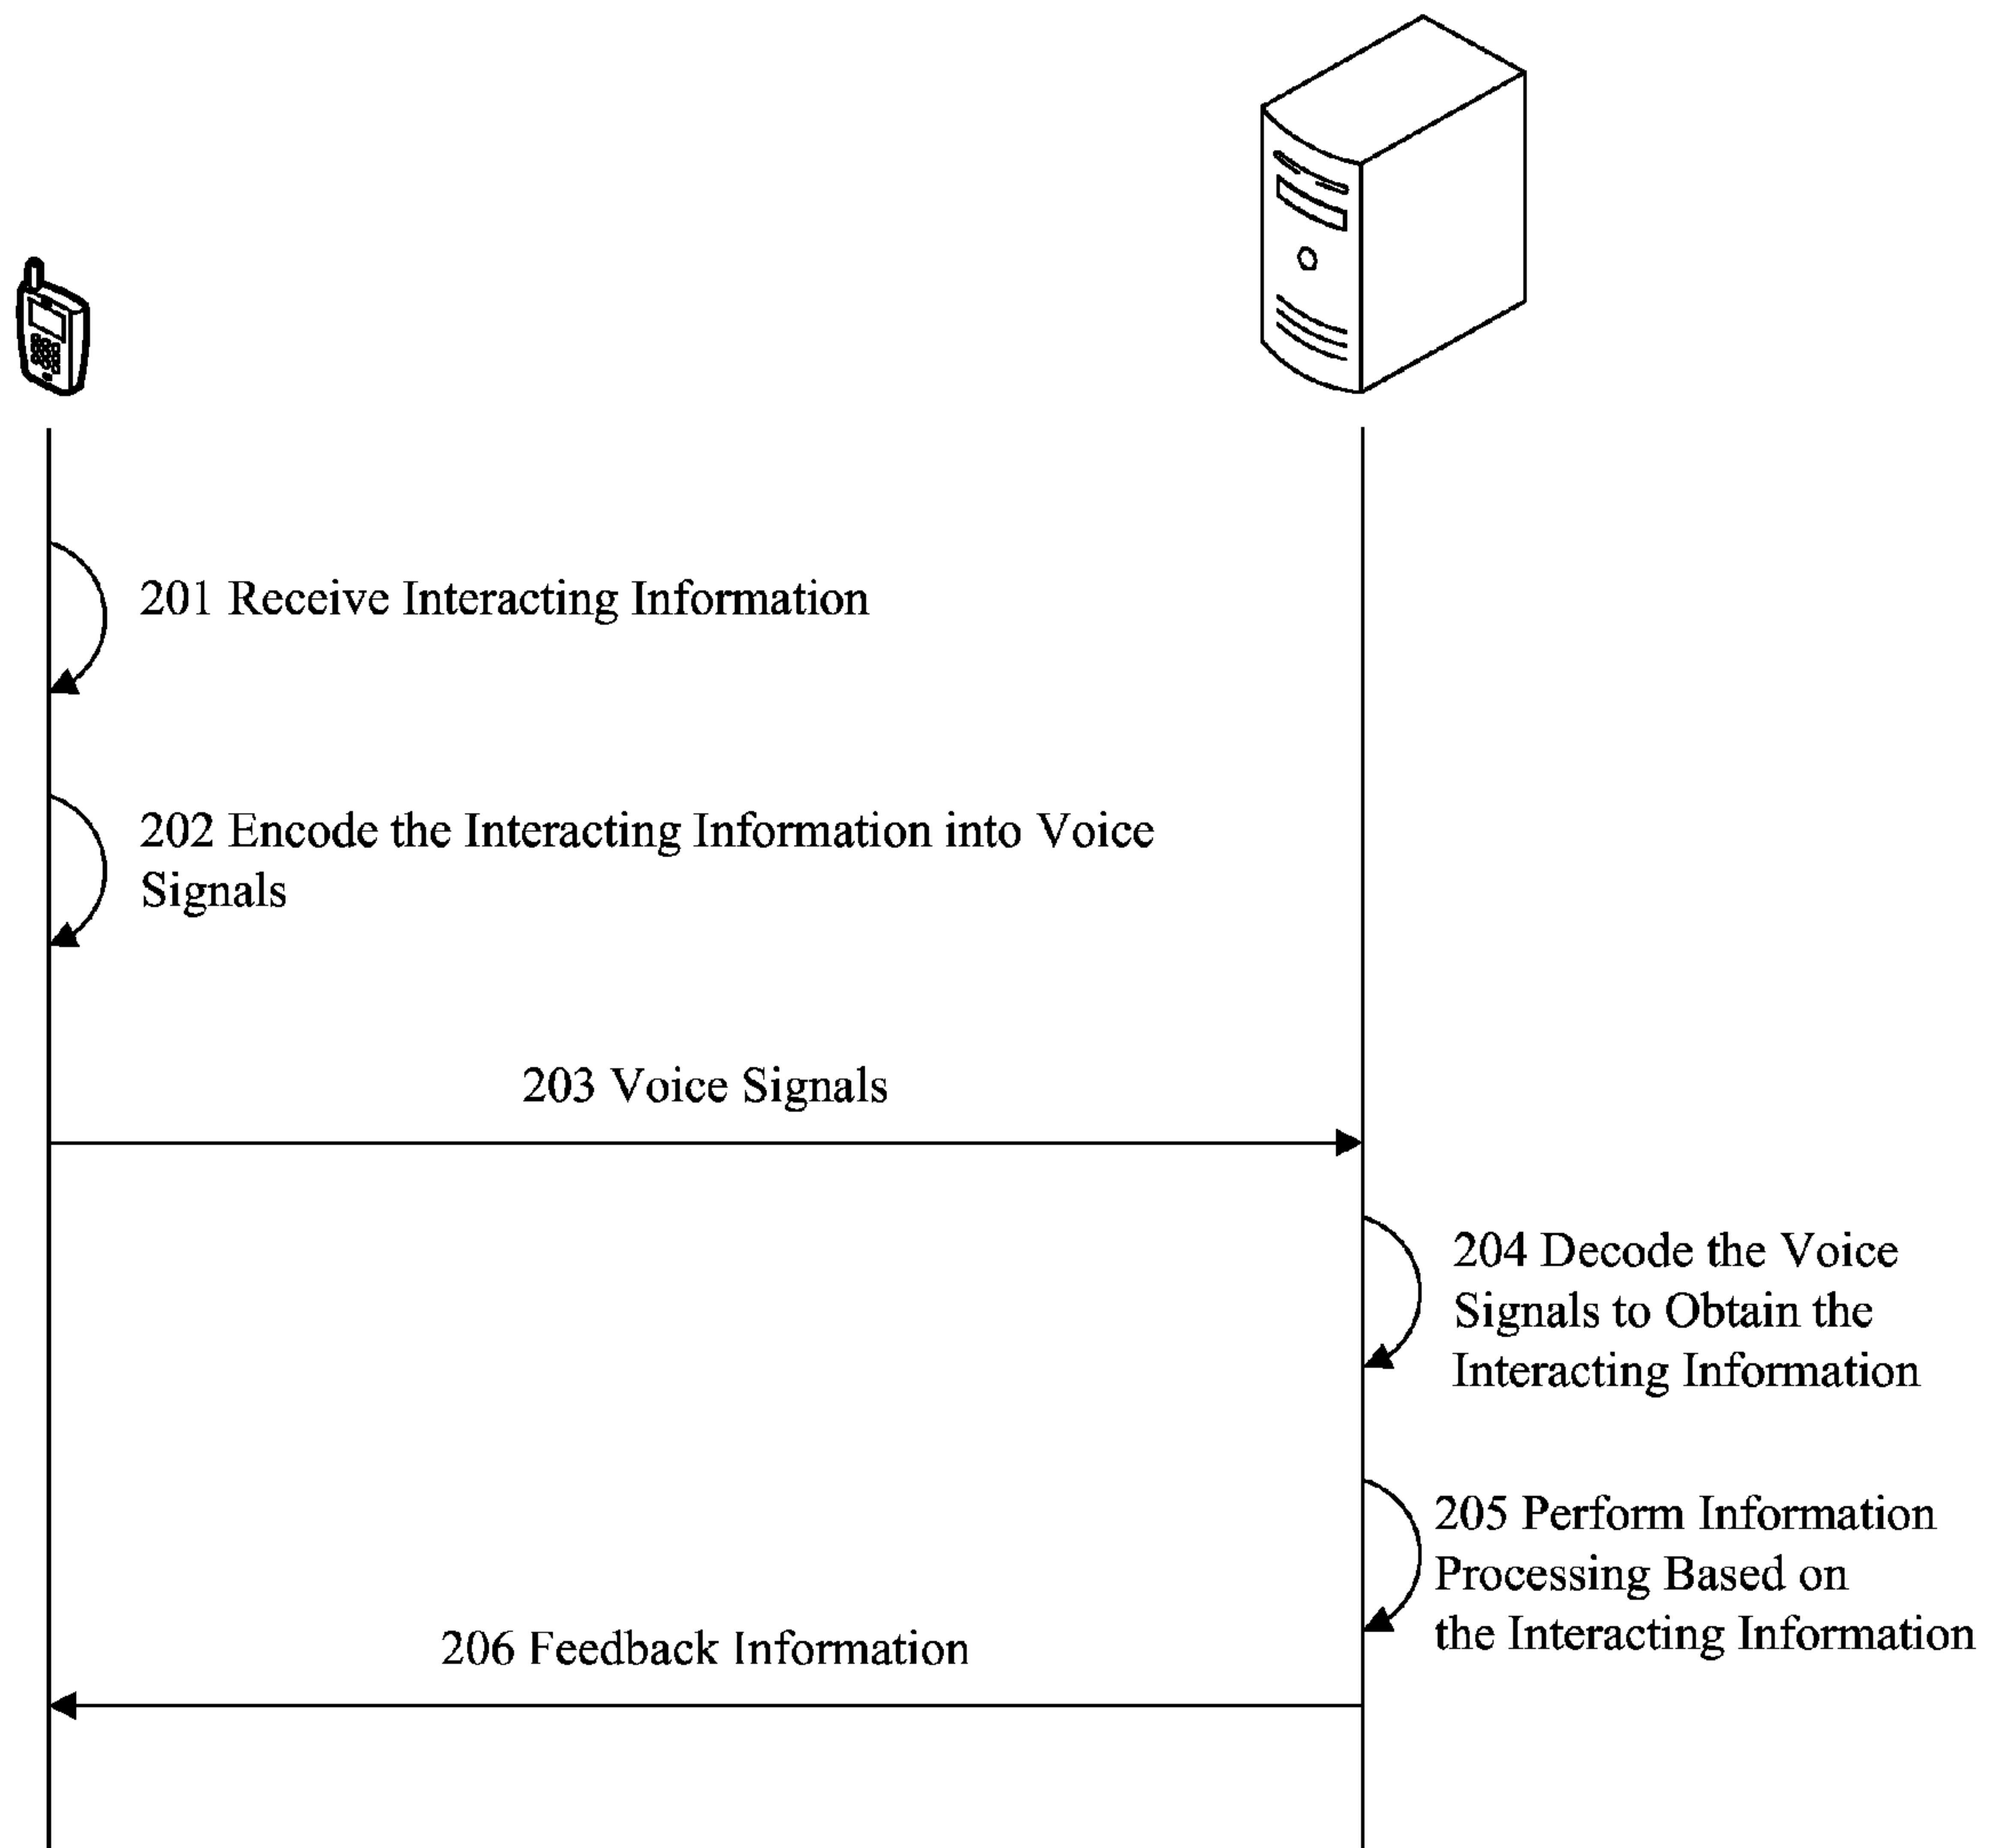 201 Receive Interacting Information
202 Encode the Interacting Information into Voice
Signals
203 Voice Signals
204 Decode the Voice
Signals to Obtain the
Interacting Information
205 Perform Information
Processing Based on
the Interacting Information
206 Feedback Information